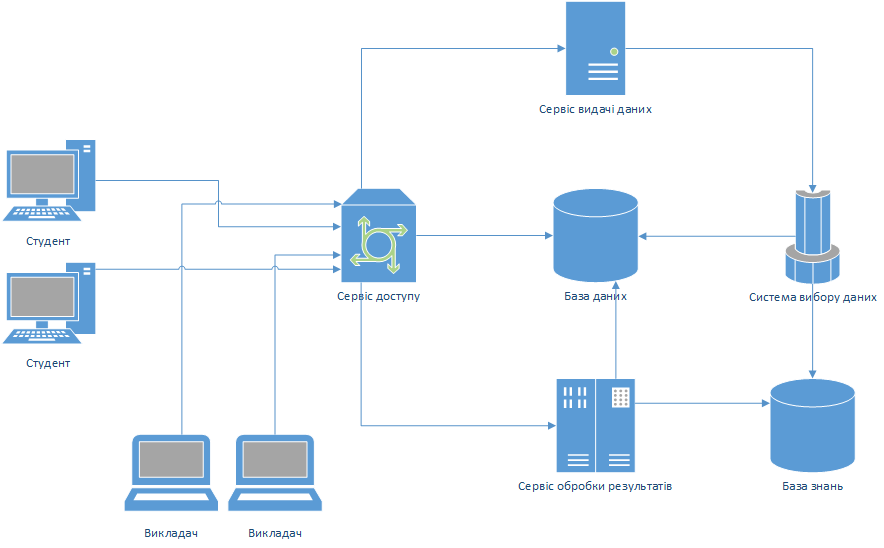 Сервіс видачі даних
Студент
Сервіс доступу
База даних
Система вибору даних
Студент
Сервіс обробки результатів
База знань
Викладач
Викладач